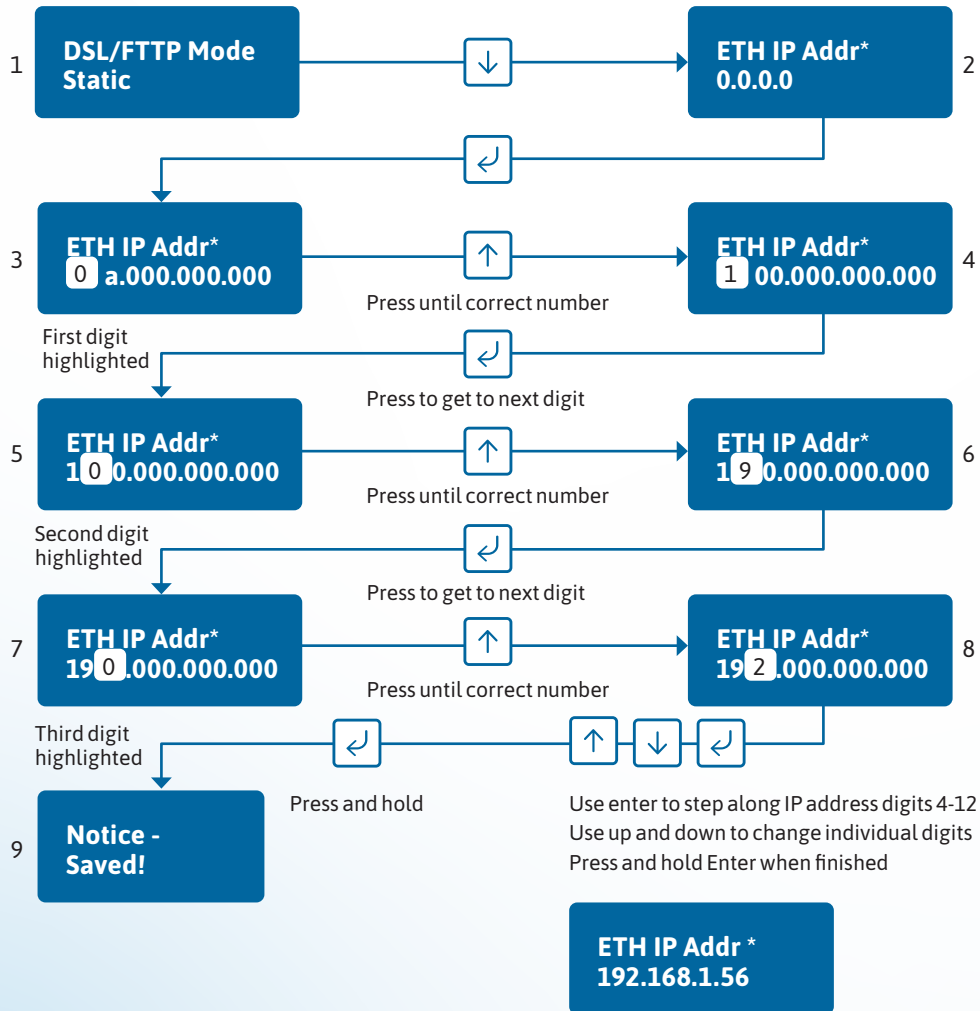 1
DSL/FTTP Mode
Static
ETH IP Addr*
0.0.0.0
2
3
ETH IP Addr*
0 a.000.000.000
Press until correct number
ETH IP Addr*
1 00.000.000.000
4
First digit
highlighted
Press to get to next digit
5
ETH IP Addr*
100.000.000.000
Press until correct number
ETH IP Addr*
190.000.000.000
6
Second digit
highlighted
Press to get to next digit
7
ETH IP Addr*
190.000.000.000
Press until correct number
ETH IP Addr*
192.000.000.000
8
Third digit
highlighted
Press and hold
Use enter to step along IP address digits 4-12
Use up and down to change individual digits
Press and hold Enter when finished
9
Notice -
Saved!
ETH IP Addr *
192.168.1.56